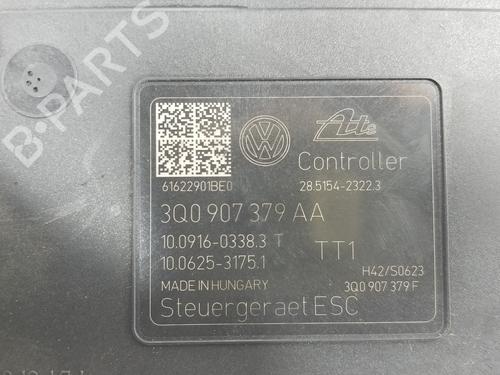 B-PARTS
Ate
Controller
61622901BE0
28.5154-2322.3
3Q0 907 379 AA
10.0916-0338.3 T
10.0625-3175.1
TT1
H42/S0623
MADE IN HUNGARY
3Q0 907 379 F
Steuergeraet ESC